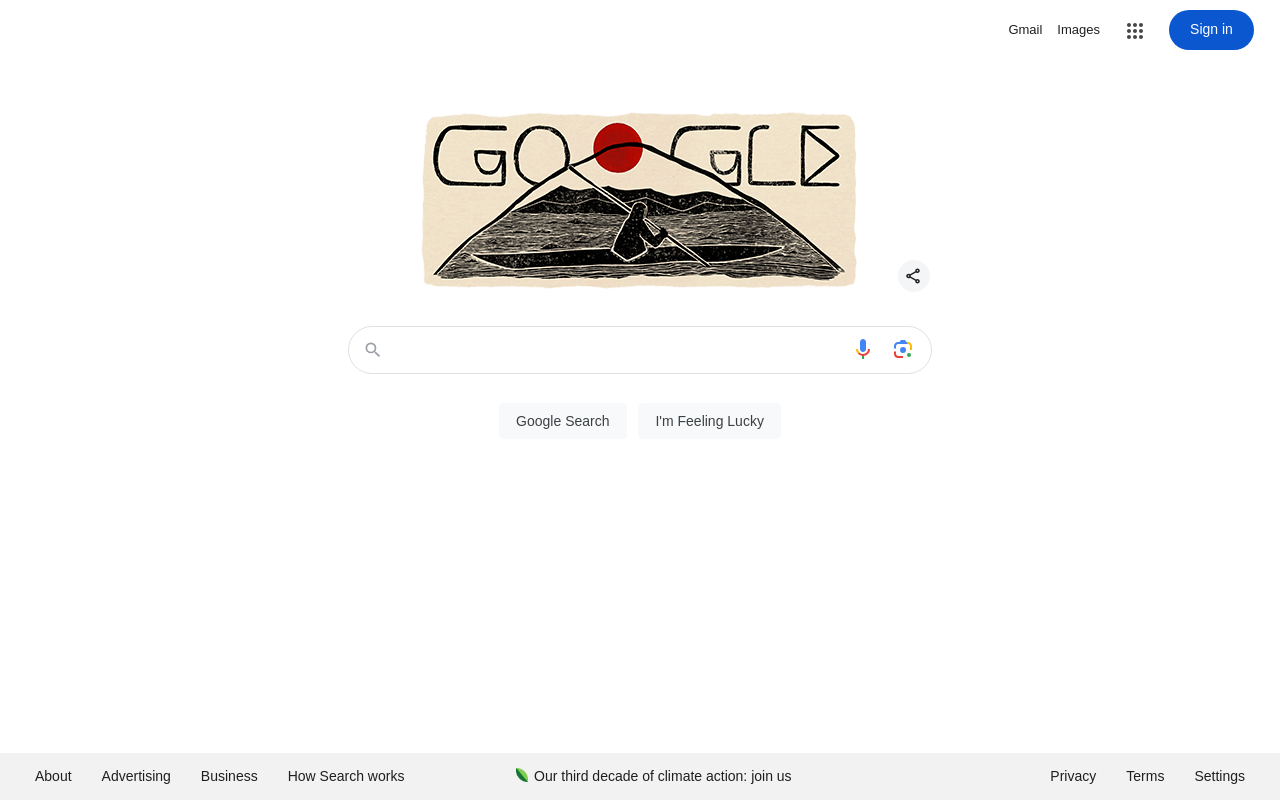 Gmail Images Sign in
GOOGLE
Google Search I'm Feeling Lucky
About Advertising Business How Search works Our third decade of climate action: join us Privacy Terms Settings